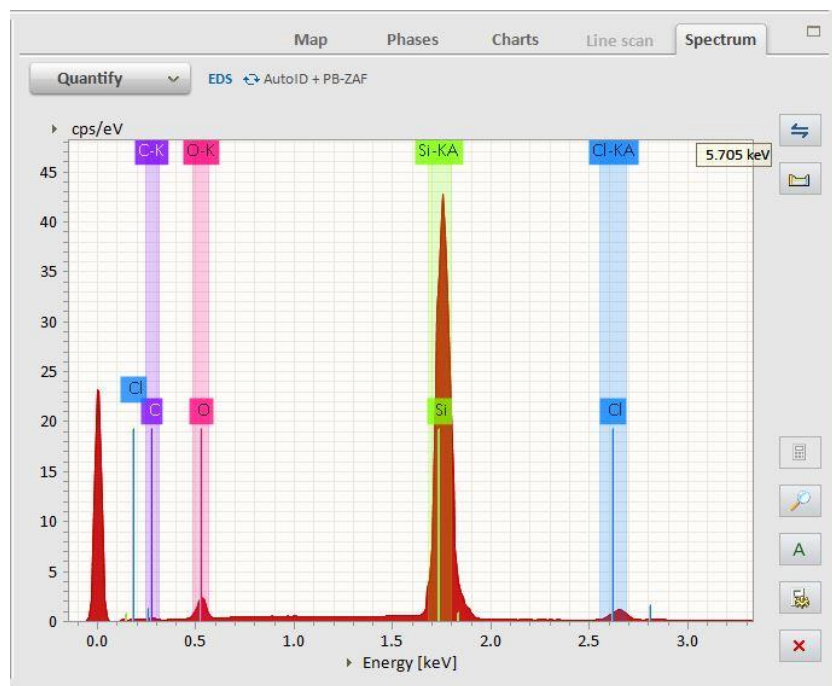 Map Phases Charts Line scan Spectrum
Quantify EDS AutoID + PB-ZAF
cps/eV
C-K O-K Si-KA Cl-KA 5.705 keV
45
40
35
30
25
Cl
20 C O Si Cl
15
10
A
5
0
0.0 0.5 1.0 1.5 2.0 2.5 3.0
Energy [keV]